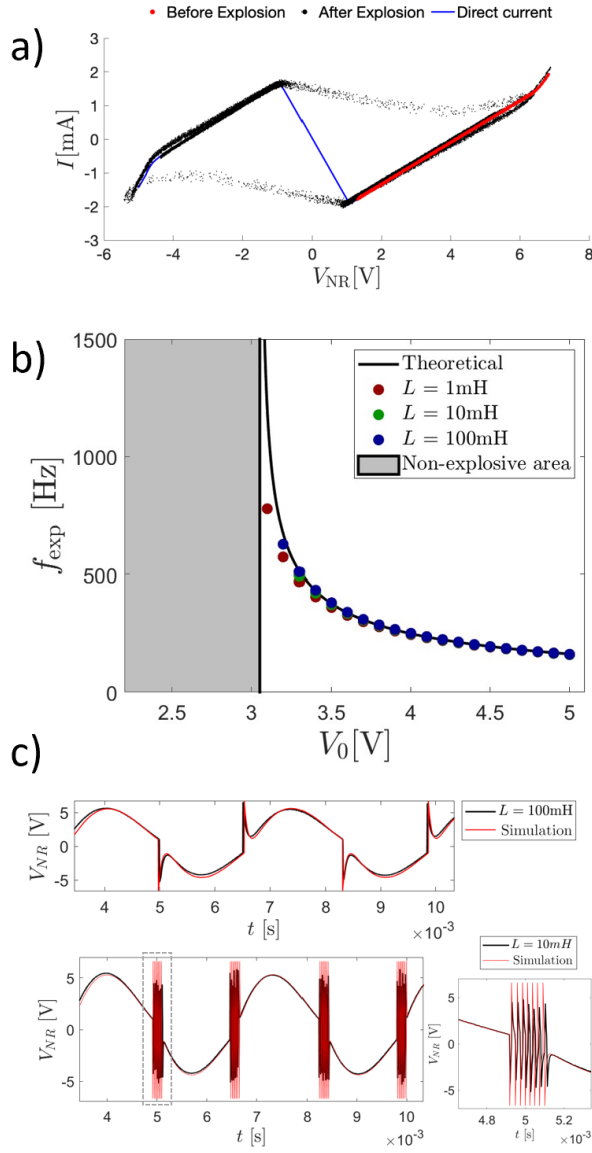 Before Explosion After Explosion Direct current
a)
3
2
1
0
-1
-2
-3
I[mA]
-6 -4 -2 0 2 4 6 8
V_NR[V]
b)
1500
1000
500
0
f_exp [Hz]
Theoretical
L = 1mH
L = 10mH
L = 100mH
Non-explosive area
2.5 3 3.5 4 4.5 5
V_0[V]
c)
5
0
-5
V_NR [V]
L = 100mH
Simulation
4 5 6 7 8 9 10
t [s]
×10^-3
5
0
-5
V_NR [V]
4 5 6 7 8 9 10
t [s]
×10^-3
L = 10mH
Simulation
5
0
-5
V_NR [V]
4.8 5 5.2
t [s]
×10^-3